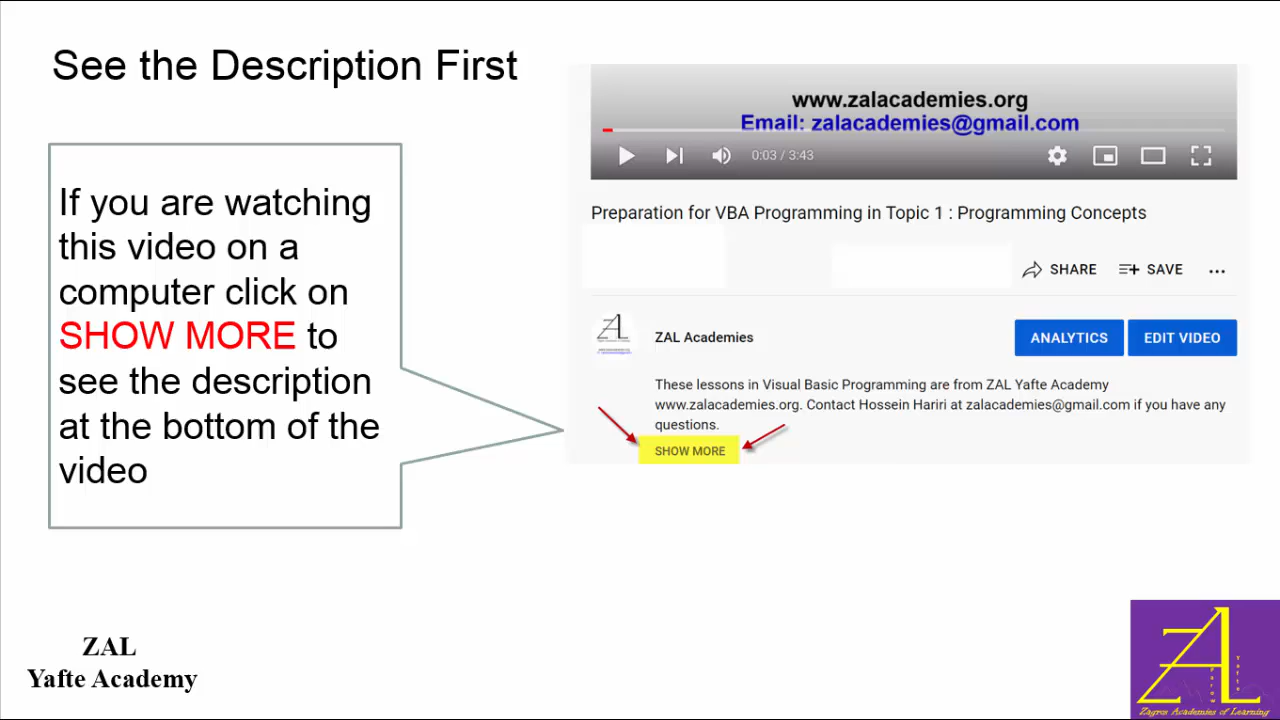 See the Description First
If you are watching
this video on a
computer click on
SHOW MORE to
see the description
at the bottom of the
video
www.zalacademies.org
Email: zalacademies@gmail.com
0:03 / 3:43
Preparation for VBA Programming in Topic 1 : Programming Concepts
SHARE SAVE
ZAL Academies
ANALYTICS EDIT VIDEO
These lessons in Visual Basic Programming are from ZAL Yafte Academy
www.zalacademies.org. Contact Hossein Hariri at zalacademies@gmail.com if you have any
questions.
SHOW MORE
ZAL
Yafte Academy
ZAL
Zagros Academies of Learning